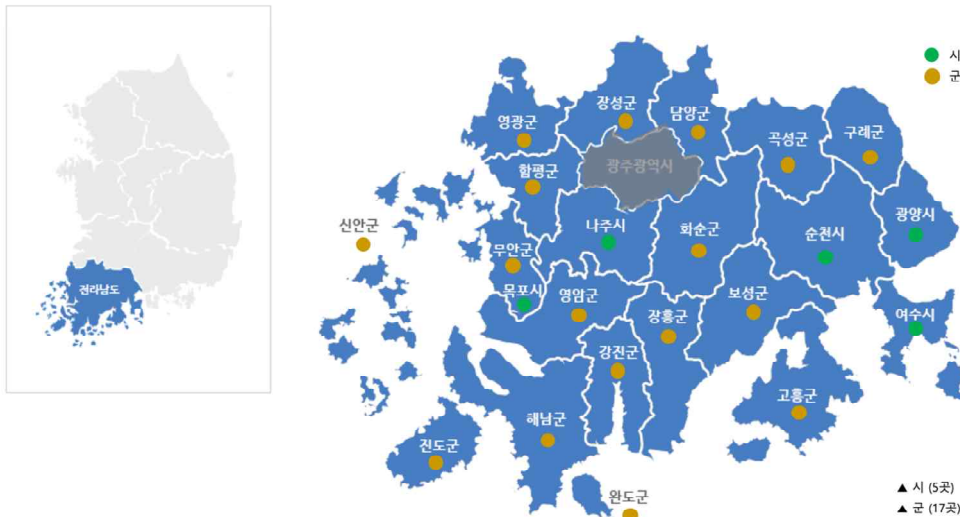 전라남도
시
군
장성군
담양군
영광군
곡성군
구례군
광주광역시
함평군
광양시
신안군
나주시
화순군
순천시
무안군
목포시
영암군
보성군
여수시
장흥군
강진군
고흥군
해남군
진도군
완도군
▲ 시 (5곳)
▲ 군 (17곳)